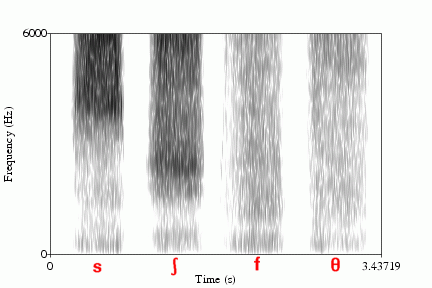 6000
Frequency (Hz)
0
0 s ʃ f θ 3.43719
Time (s)